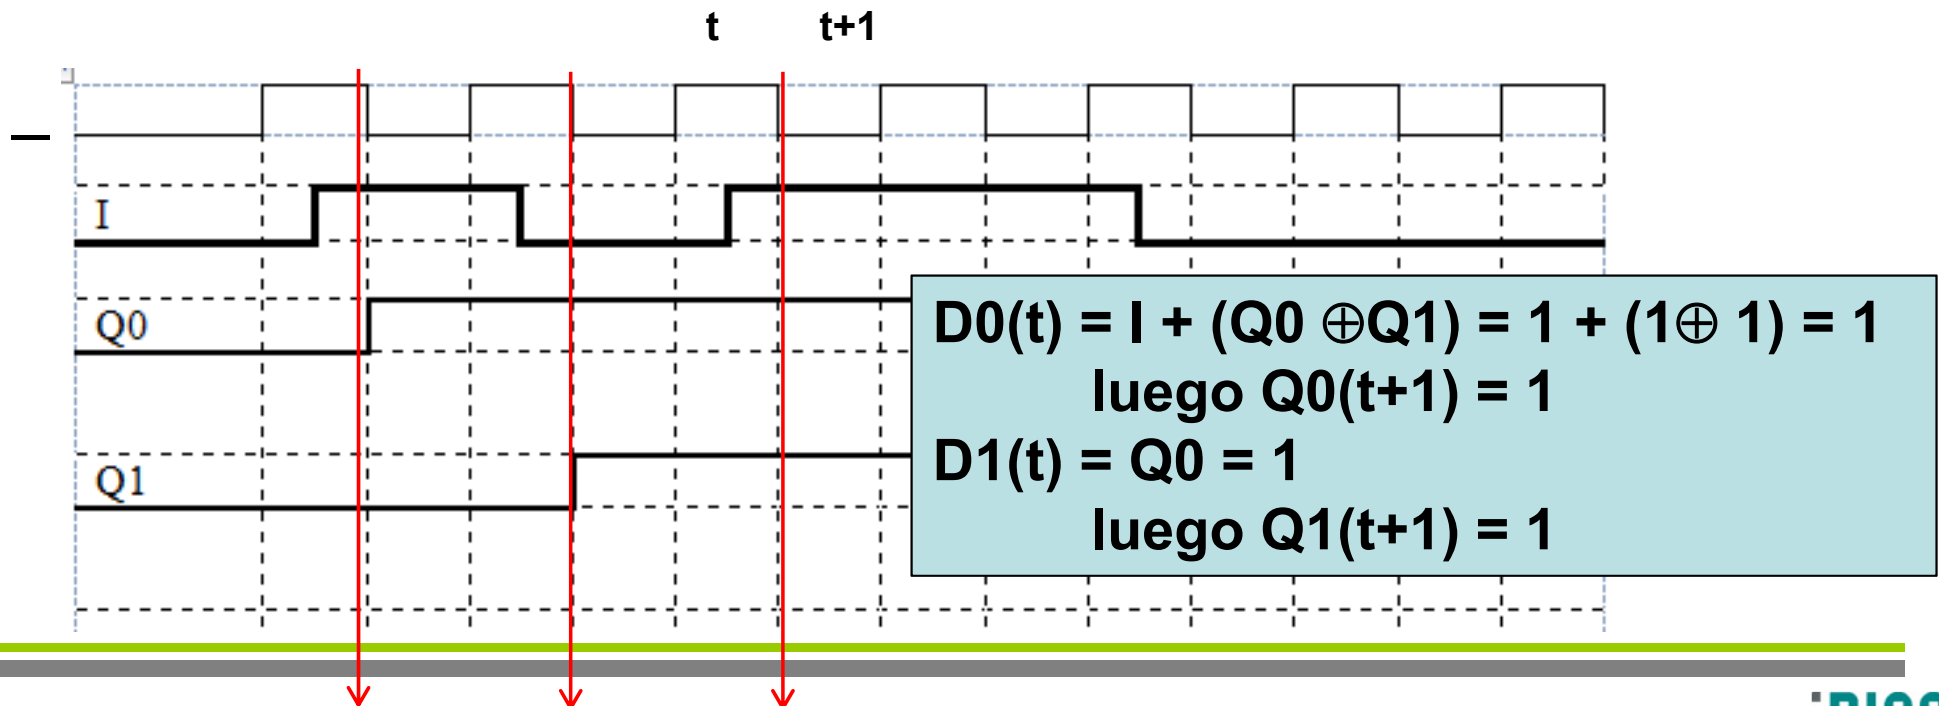 t t+1
I
Q0
Q1
D0(t) = I + (Q0 ⊕Q1) = 1 + (1⊕ 1) = 1
luego Q0(t+1) = 1
D1(t) = Q0 = 1
luego Q1(t+1) = 1